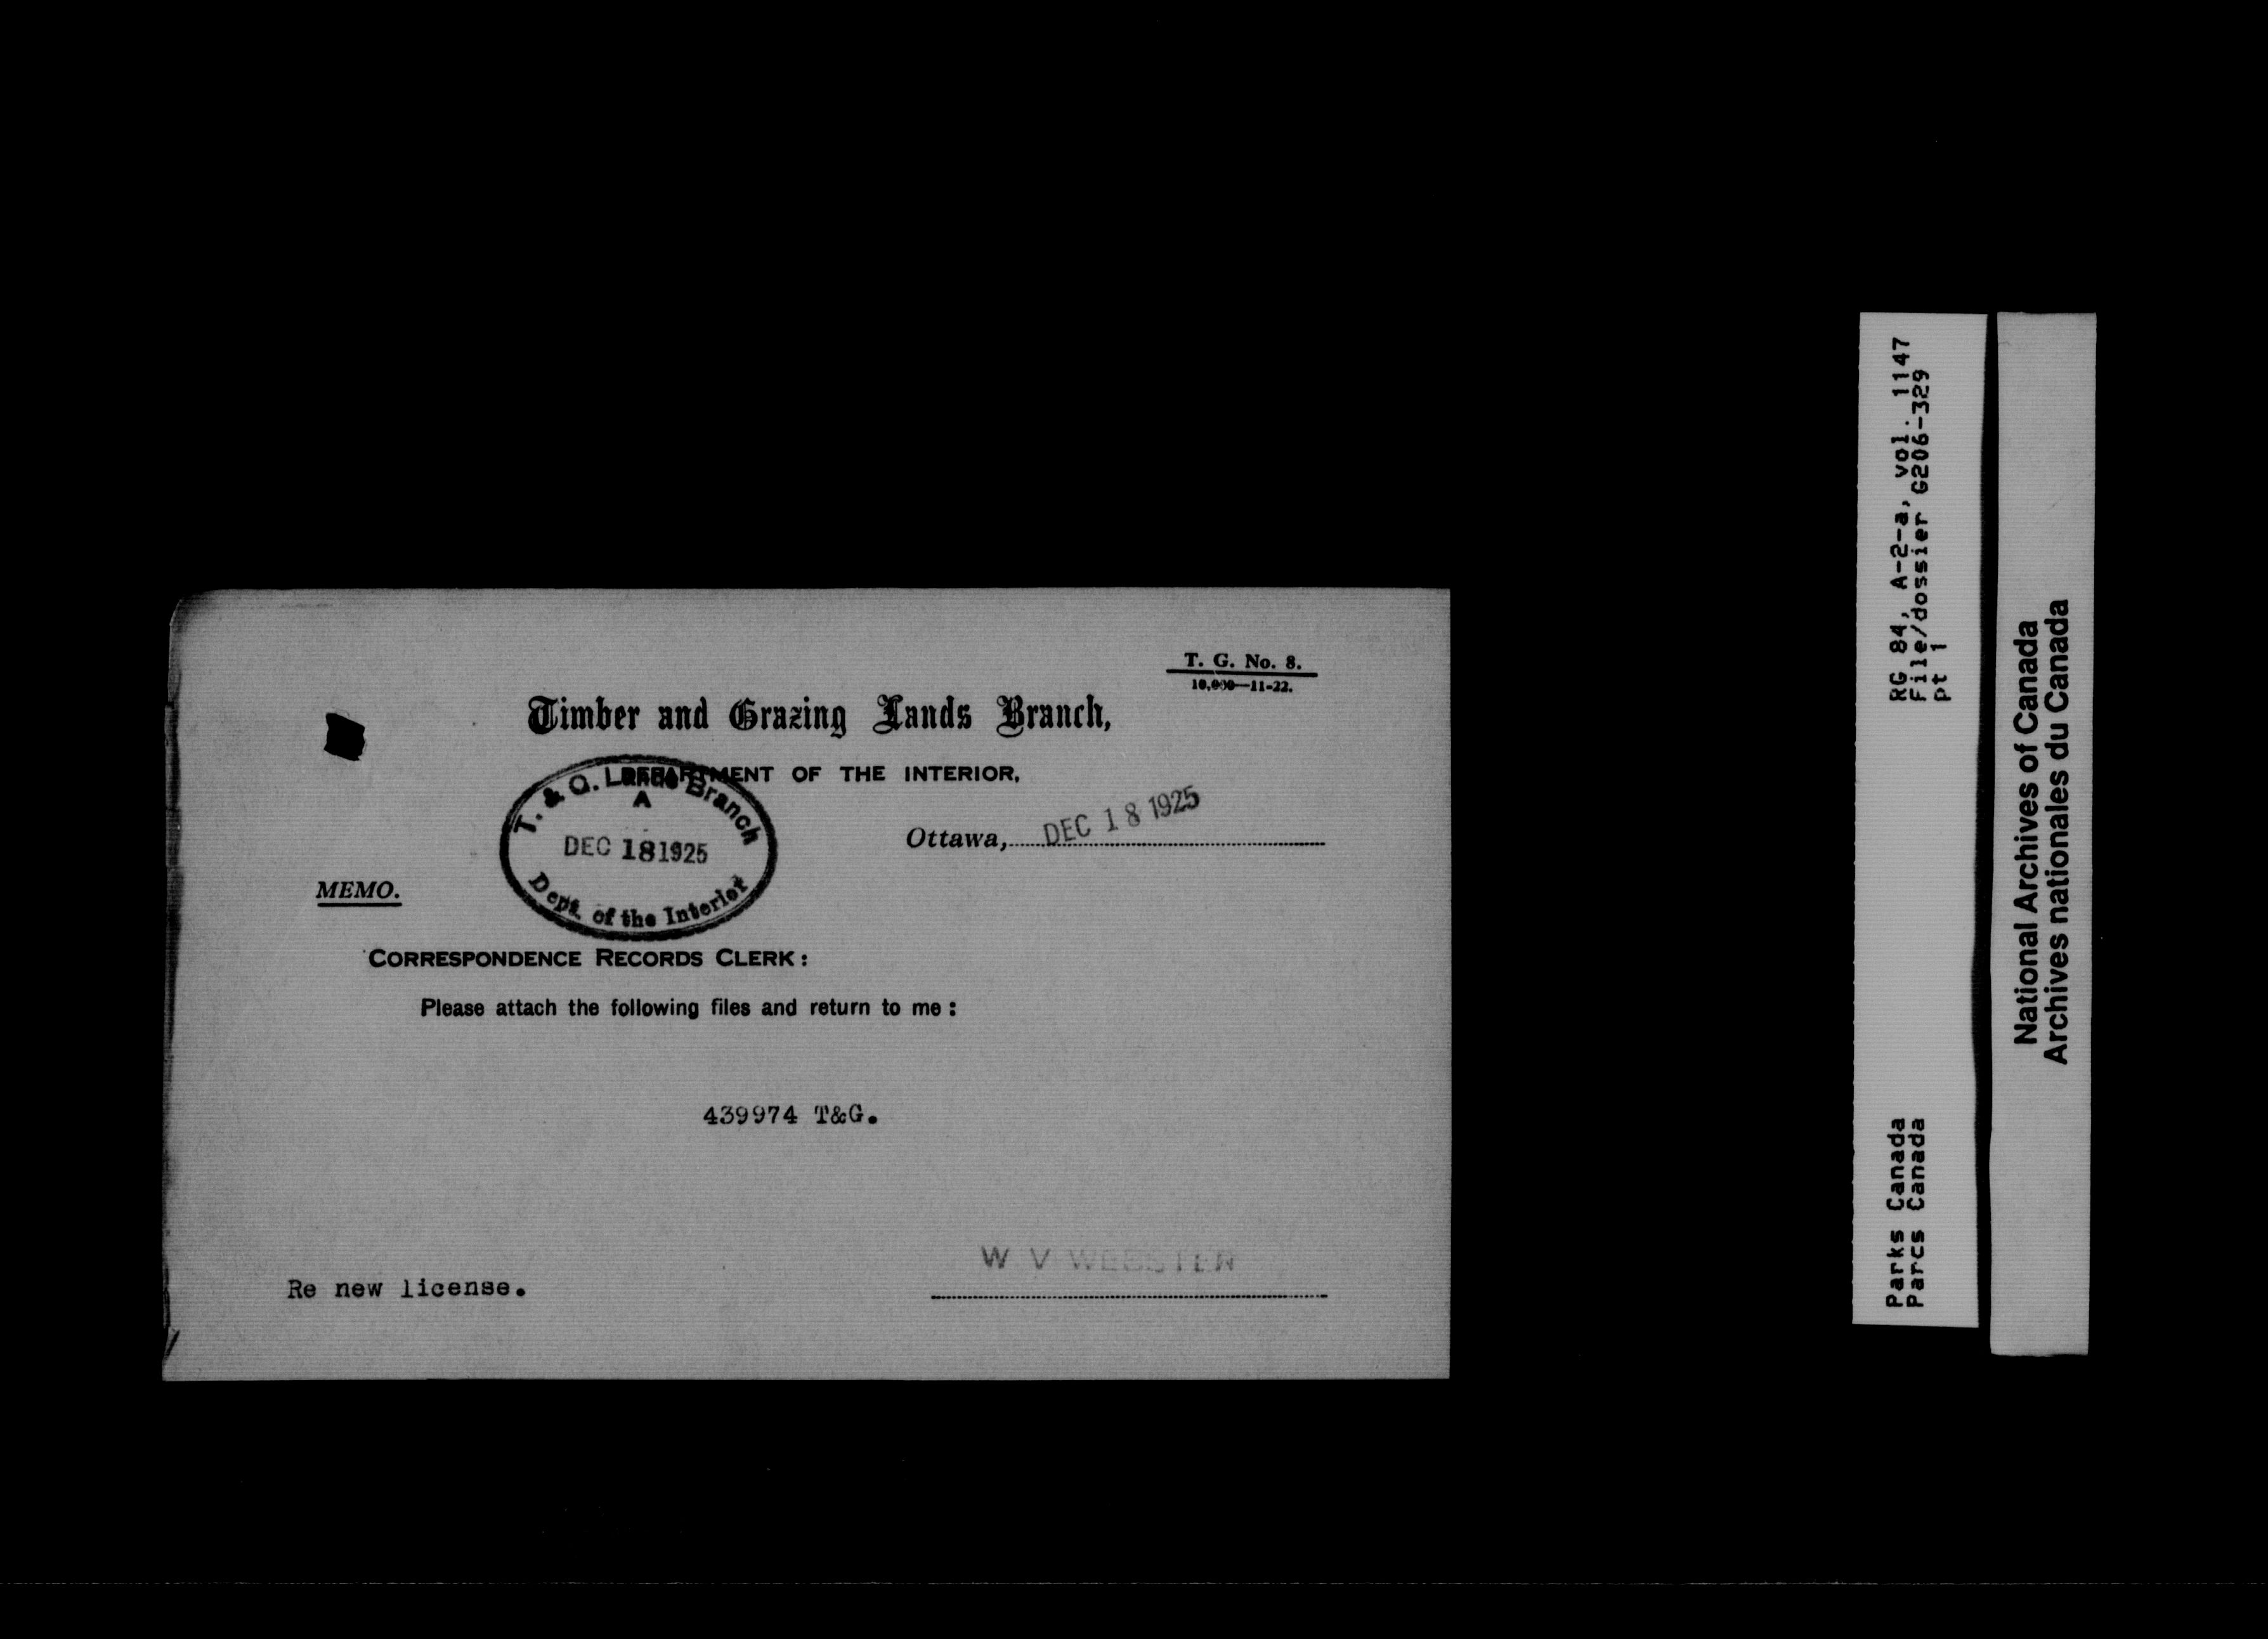 T. G. No. 8.
10,000—11-22.
Timber and Grazing Lands Branch,
DEPARTMENT OF THE INTERIOR,
T. & G. Lands Branch
A
DEC 18 1925
Dept. of the Interior
Ottawa, DEC 18 1925
MEMO.
CORRESPONDENCE RECORDS CLERK:
Please attach the following files and return to me:
439974 T&G.
W V WEBSTER
Re new license.
RG 84, A-2-a, vol. 1147
File/dossier G206-329
pt 1
Parks Canada
Parcs Canada
National Archives of Canada
Archives nationales du Canada